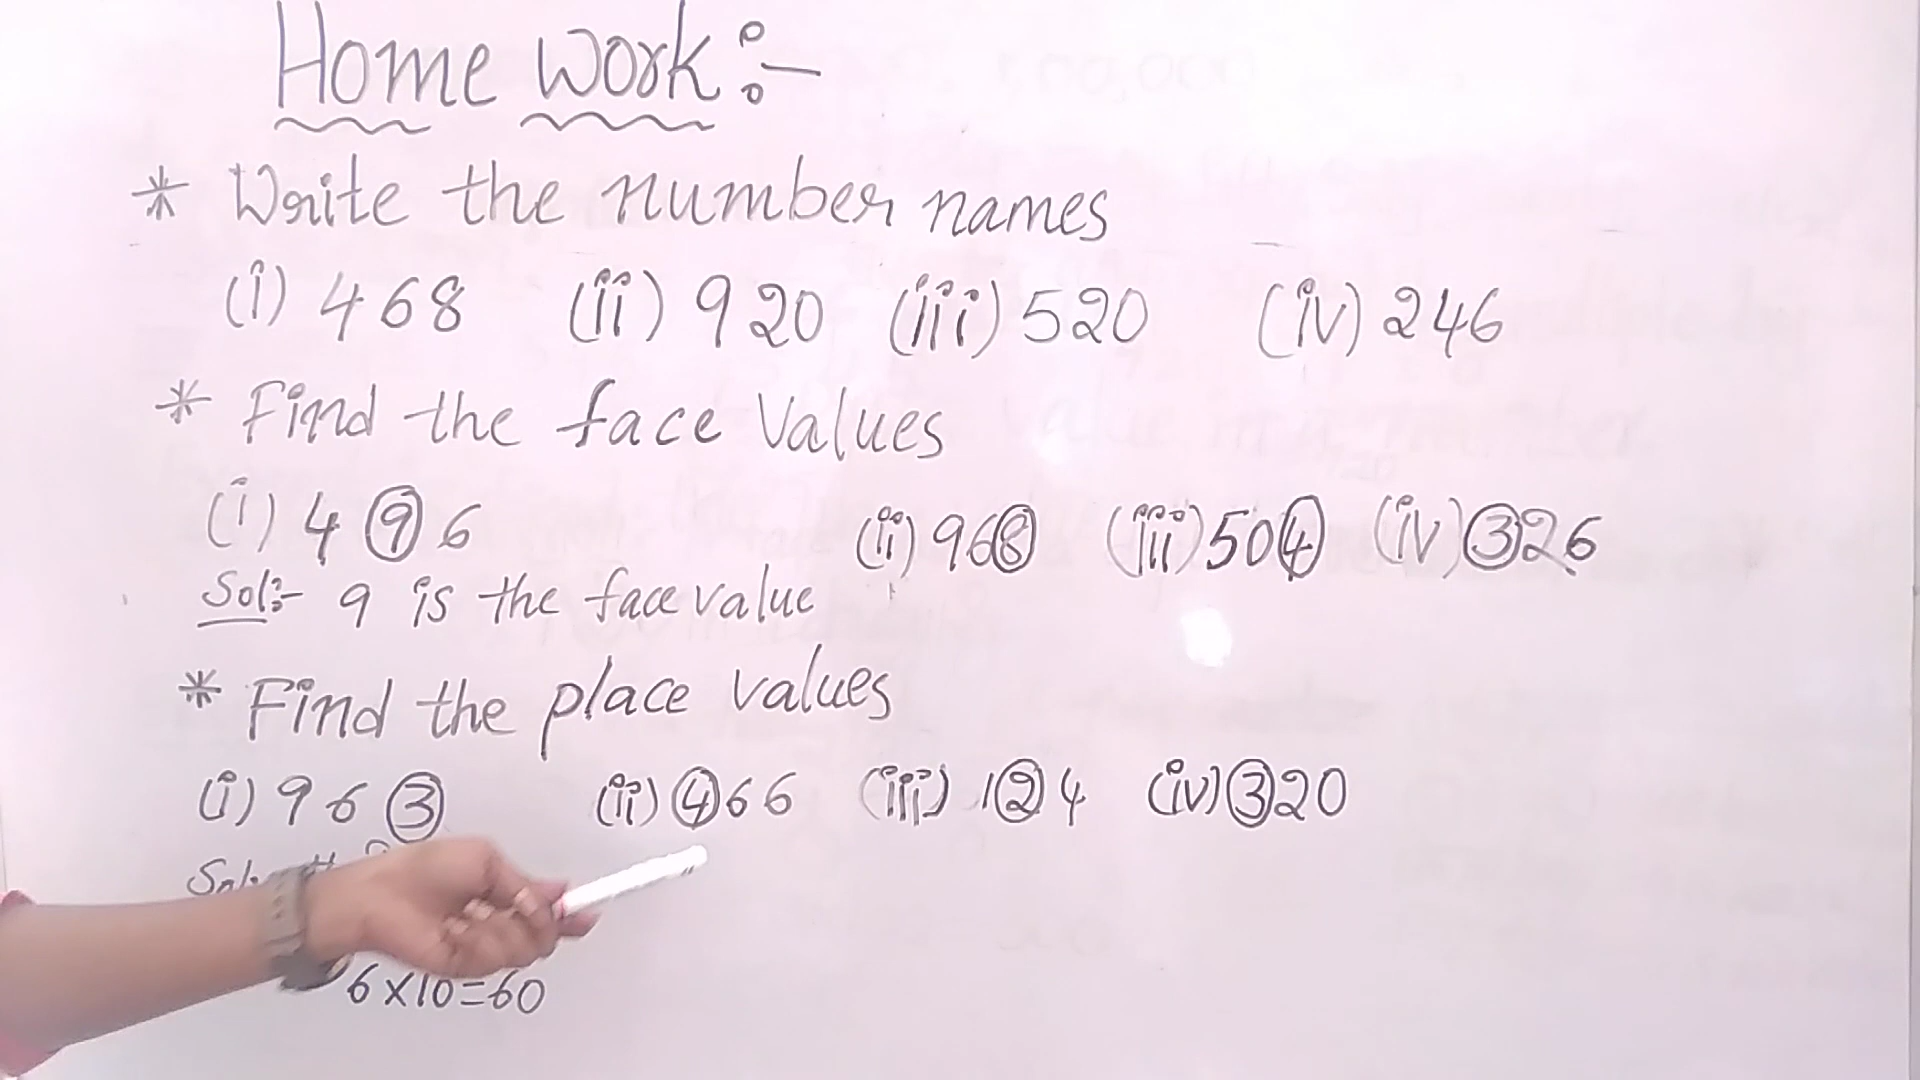 Home work :-
* Write the number names
(i) 468 (ii) 920 (iii) 520 (iv) 246
* Find the face values
(i) 496 (ii) 968 (iii) 504 (iv) 326
Sol:- 9 is the face value
* Find the place values
(i) 963 (ii) 466 (iii) 124 (iv) 320
6×10=60